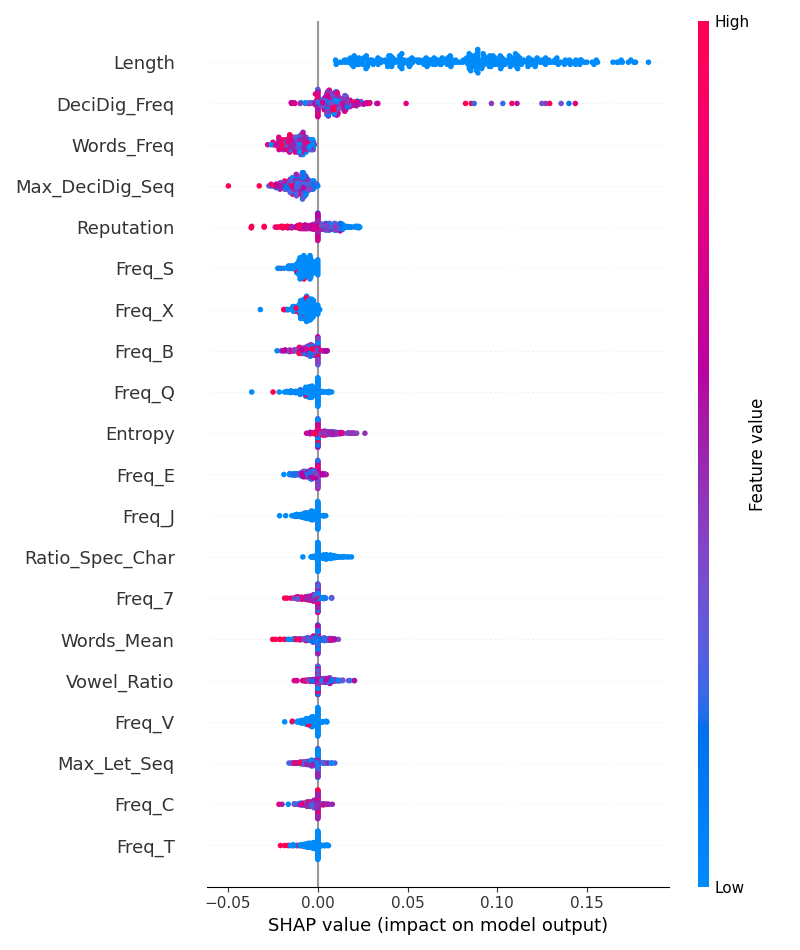 High
Length
DeciDig_Freq
Words_Freq
Max_DeciDig_Seq
Reputation
Freq_S
Freq_X
Freq_B
Freq_Q
Entropy
Freq_E
Freq_J
Ratio_Spec_Char
Freq_7
Words_Mean
Vowel_Ratio
Freq_V
Max_Let_Seq
Freq_C
Freq_T
Feature value
Low
−0.05 0.00 0.05 0.10 0.15
SHAP value (impact on model output)